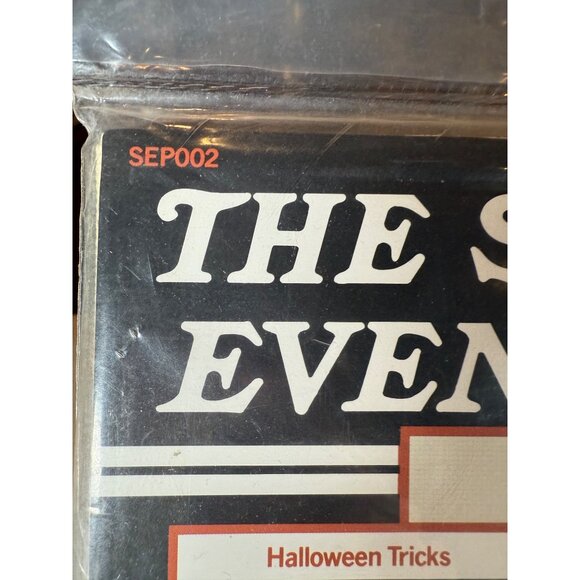 SEP002
THE S
EVEN
Halloween Tricks